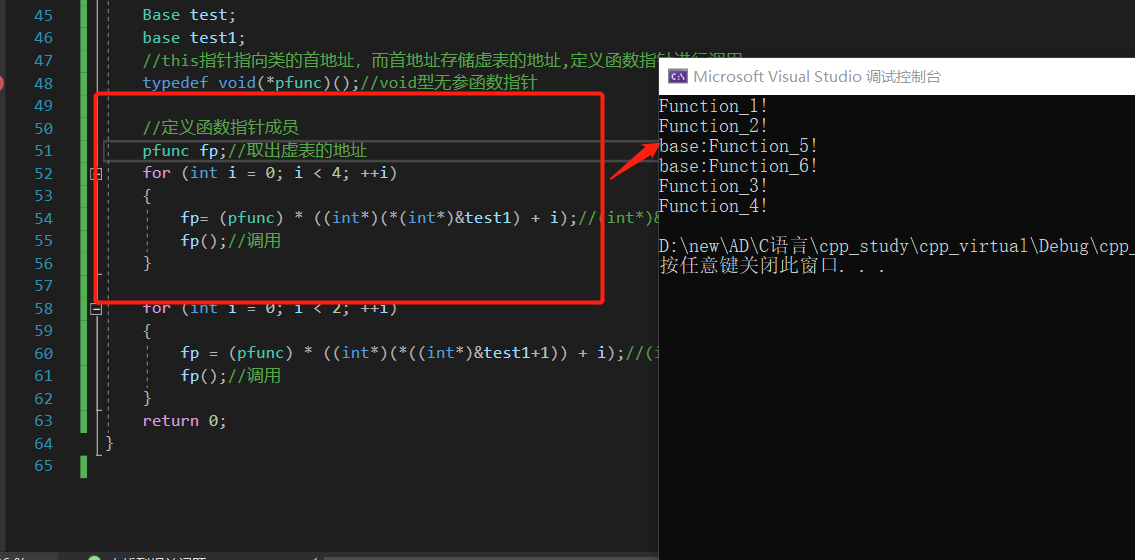 45 Base test;
46 base test1;
47 //this指针指向类的首地址，而首地址存储虚表的地址,定义函数指针进行调用
48 typedef void(*pfunc)();//void型无参函数指针
49
50 //定义函数指针成员
51 pfunc fp;//取出虚表的地址
52 for (int i = 0; i < 4; ++i)
53 {
54 fp= (pfunc) * ((int*)(*(int*)&test1) + i);//(int*)&
55 fp();//调用
56 }
57
58 for (int i = 0; i < 2; ++i)
59 {
60 fp = (pfunc) * ((int*)(*((int*)&test1+1)) + i);//(i
61 fp();//调用
62 }
63 return 0;
64 }
65
Microsoft Visual Studio 调试控制台
Function_1!
Function_2!
base:Function_5!
base:Function_6!
Function_3!
Function_4!
D:\new\AD\C语言\cpp_study\cpp_virtual\Debug\cpp_
按任意键关闭此窗口. . .